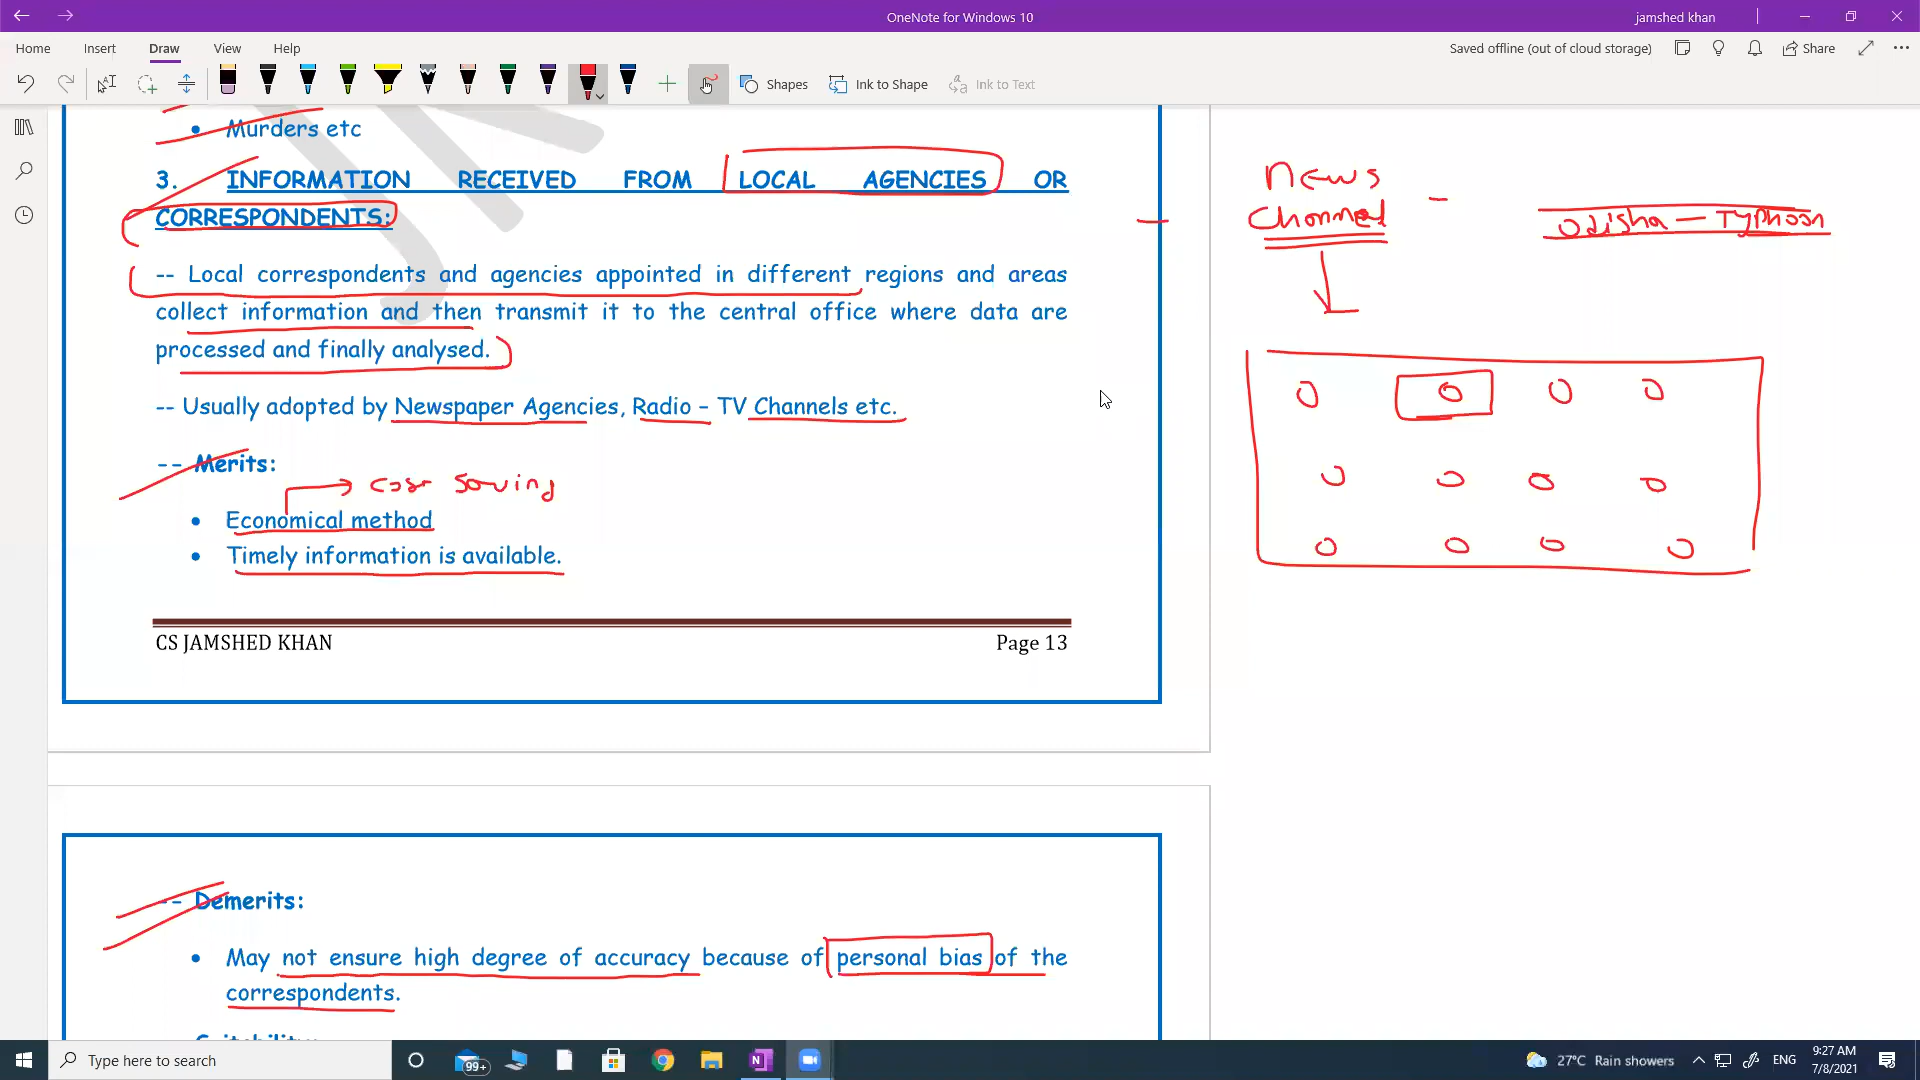 OneNote for Windows 10
jamshed khan
Home Insert Draw View Help
Saved offline (out of cloud storage)
Share
Shapes
Ink to Shape
Ink to Text
• Murders etc
3. INFORMATION RECEIVED FROM LOCAL AGENCIES OR
CORRESPONDENTS:
-- Local correspondents and agencies appointed in different regions and areas
collect information and then transmit it to the central office where data are
processed and finally analysed.
-- Usually adopted by Newspaper Agencies, Radio – TV Channels etc.
-- Merits:
Cost Saving
• Economical method
• Timely information is available.
CS JAMSHED KHAN Page 13
News
Channel
Odisha — Typhoon
-- Demerits:
• May not ensure high degree of accuracy because of personal bias of the
correspondents.
Type here to search
99+
27°C Rain showers
ENG
9:27 AM
7/8/2021